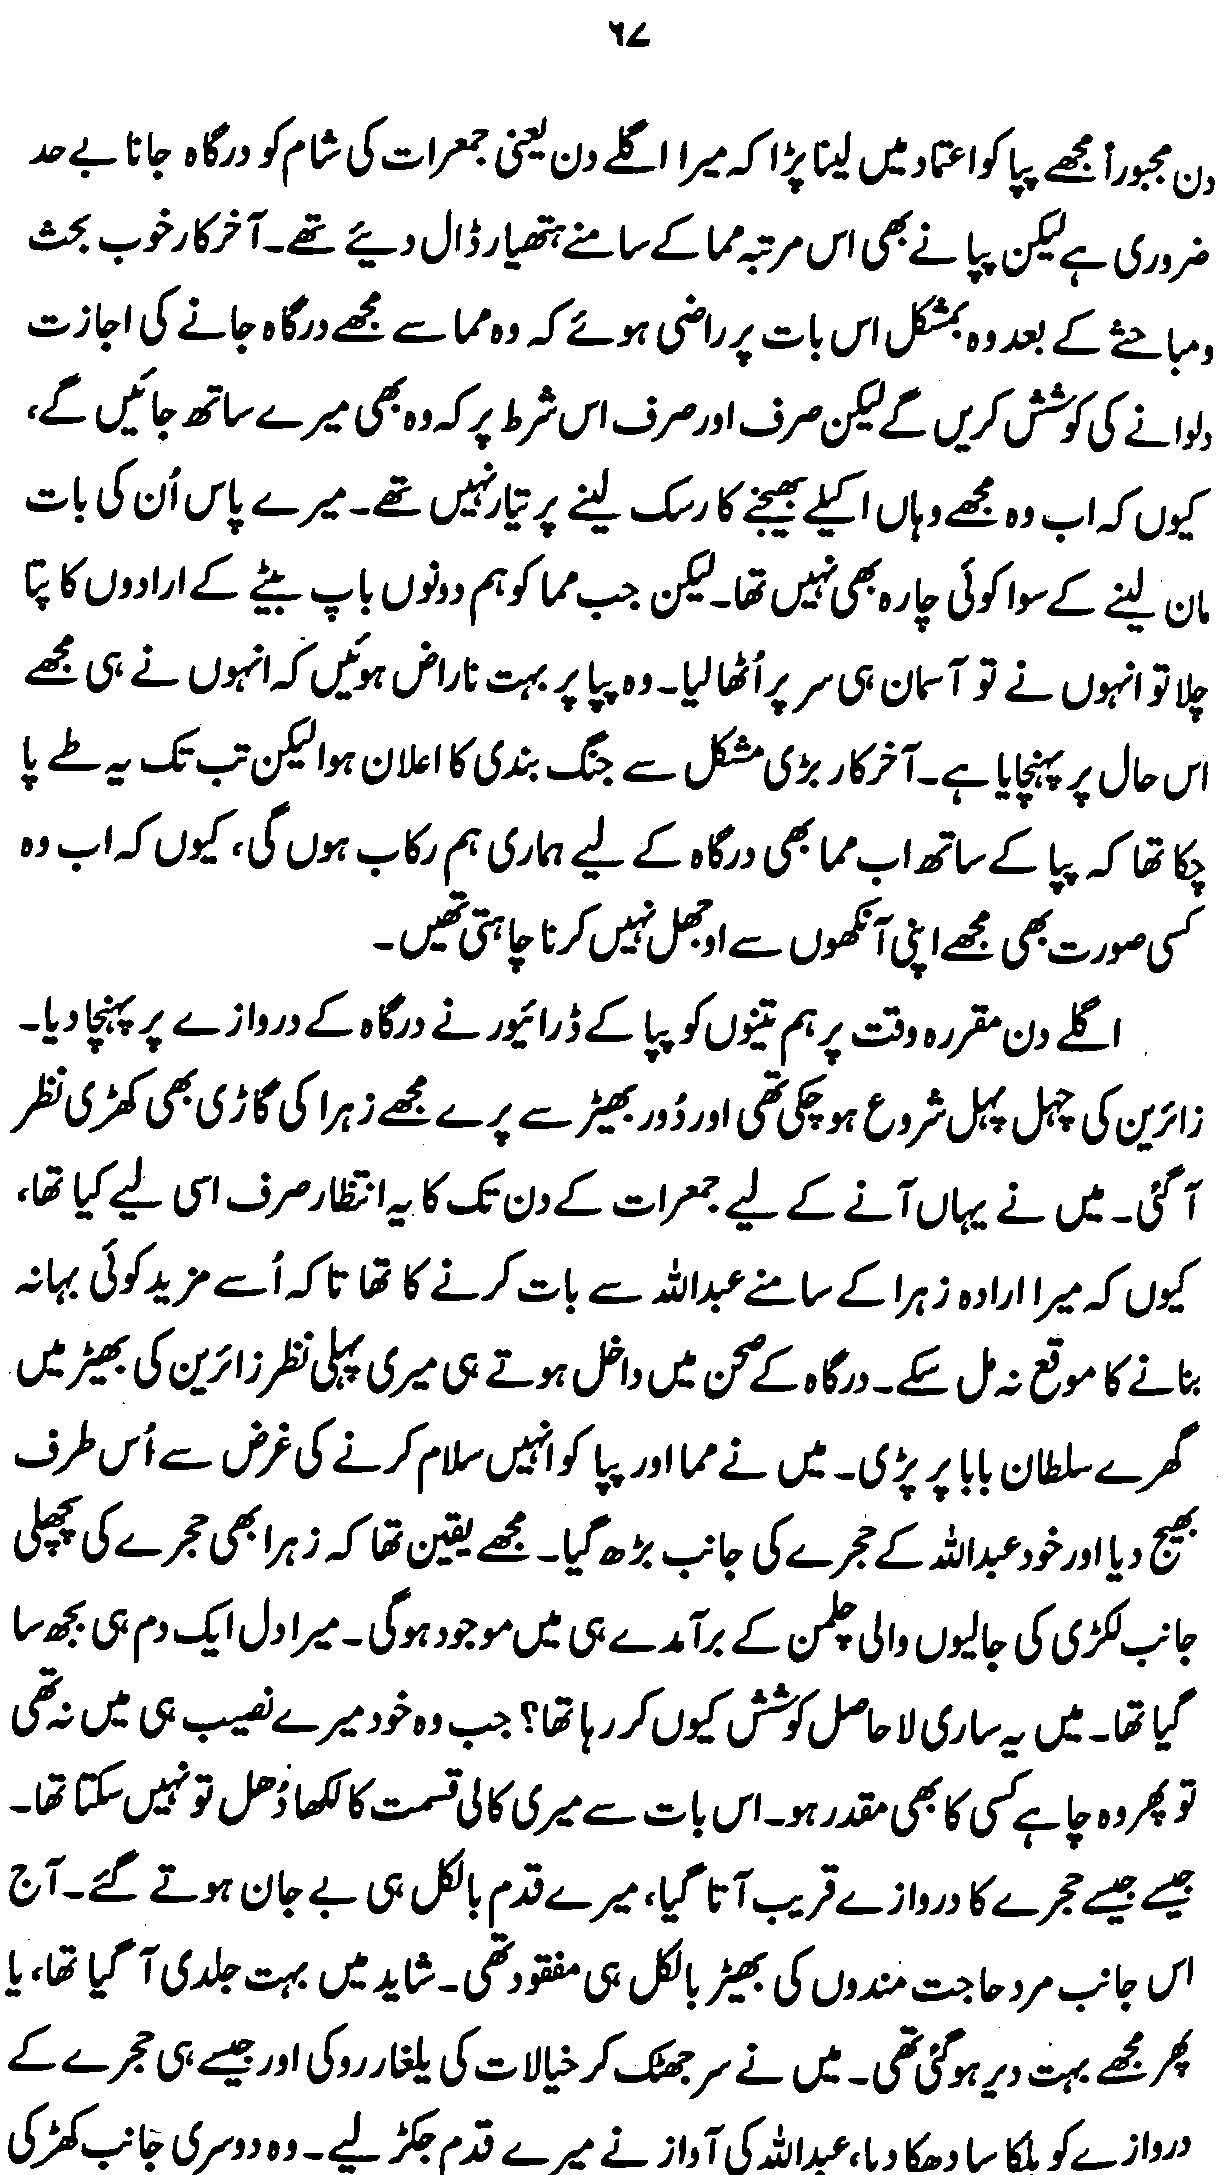 ۶۷
دن مجبوراً مجھے پپا کو اعتماد میں لینا پڑا کہ میرا اگلے دن یعنی جمعرات کی شام کو درگاہ جانا بے حد
ضروری ہے لیکن پپا نے بھی اس مرتبہ مما کے سامنے ہتھیار ڈال دیئے تھے۔ آخرکار خوب بحث
و مباحثے کے بعد وہ بمشکل اس بات پر راضی ہوئے کہ وہ مما سے مجھے درگاہ جانے کی اجازت
دلوانے کی کوشش کریں گے لیکن صرف اور صرف اس شرط پر کہ وہ بھی میرے ساتھ جائیں گے،
کیوں کہ اب وہ مجھے وہاں اکیلے بھیجنے کا رسک لینے پر تیار نہیں تھے۔ میرے پاس اُن کی بات
مان لینے کے سوا کوئی چارہ بھی نہیں تھا۔ لیکن جب مما کو ہم دونوں باپ بیٹے کے ارادوں کا پتا
چلا تو انہوں نے تو آسمان ہی سر پر اُٹھا لیا۔ وہ پپا پر بہت ناراض ہوئیں کہ انہوں نے ہی مجھے
اس حال پر پہنچایا ہے۔ آخرکار بڑی مشکل سے جنگ بندی کا اعلان ہوا لیکن تب تک یہ طے پا
چکا تھا کہ پپا کے ساتھ اب مما بھی درگاہ کے لیے ہماری ہم رکاب ہوں گی، کیوں کہ اب وہ
کسی صورت بھی مجھے اپنی آنکھوں سے اوجھل نہیں کرنا چاہتی تھیں۔
اگلے دن مقررہ وقت پر ہم تینوں کو پپا کے ڈرائیور نے درگاہ کے دروازے پر پہنچا دیا۔
زائرین کی چہل پہل شروع ہو چکی تھی اور دُور بھیڑ سے پرے مجھے زہرا کی گاڑی بھی کھڑی نظر
آ گئی۔ میں نے یہاں آنے کے لیے جمعرات کے دن تک کا یہ انتظار صرف اسی لیے کیا تھا،
کیوں کہ میرا ارادہ زہرا کے سامنے عبداللہ سے بات کرنے کا تھا تاکہ اُسے مزید کوئی بہانہ
بنانے کا موقع نہ مل سکے۔ درگاہ کے صحن میں داخل ہوتے ہی میری پہلی نظر زائرین کی بھیڑ میں
گھرے سلطان بابا پر پڑی۔ میں نے مما اور پپا کو انہیں سلام کرنے کی غرض سے اُس طرف
بھیج دیا اور خود عبداللہ کے حجرے کی جانب بڑھ گیا۔ مجھے یقین تھا کہ زہرا بھی حجرے کی پچھلی
جانب لکڑی کی جالیوں والی چلمن کے برآمدے ہی میں موجود ہو گی۔ میرا دل ایک دم ہی بجھ سا
گیا تھا۔ میں یہ ساری لاحاصل کوشش کیوں کر رہا تھا؟ جب وہ خود میرے نصیب ہی میں نہ تھی
تو پھر وہ چاہے کسی کا بھی مقدر ہو۔ اس بات سے میری کالی قسمت کا لکھا دُھل تو نہیں سکتا تھا۔
جیسے جیسے حجرے کا دروازے قریب آتا گیا، میرے قدم بالکل ہی بے جان ہوتے گئے۔ آج
اس جانب مرد حاجت مندوں کی بھیڑ بالکل ہی مفقود تھی۔ شاید میں بہت جلدی آ گیا تھا، یا
پھر مجھے بہت دیر ہو گئی تھی۔ میں نے سر جھٹک کر خیالات کی یلغار روکی اور جیسے ہی حجرے کے
دروازے کو ہلکا سا دھکا دیا، عبداللہ کی آواز نے میرے قدم جکڑ لیے۔ وہ دوسری جانب کھڑکی